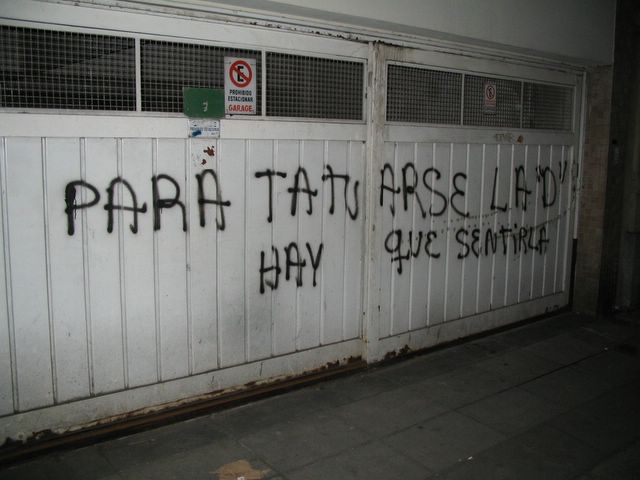 E
PROHIBIDO
ESTACIONAR
GARAGE
PARA TATUARSE LA "D"
HAY QUE SENTIRLA